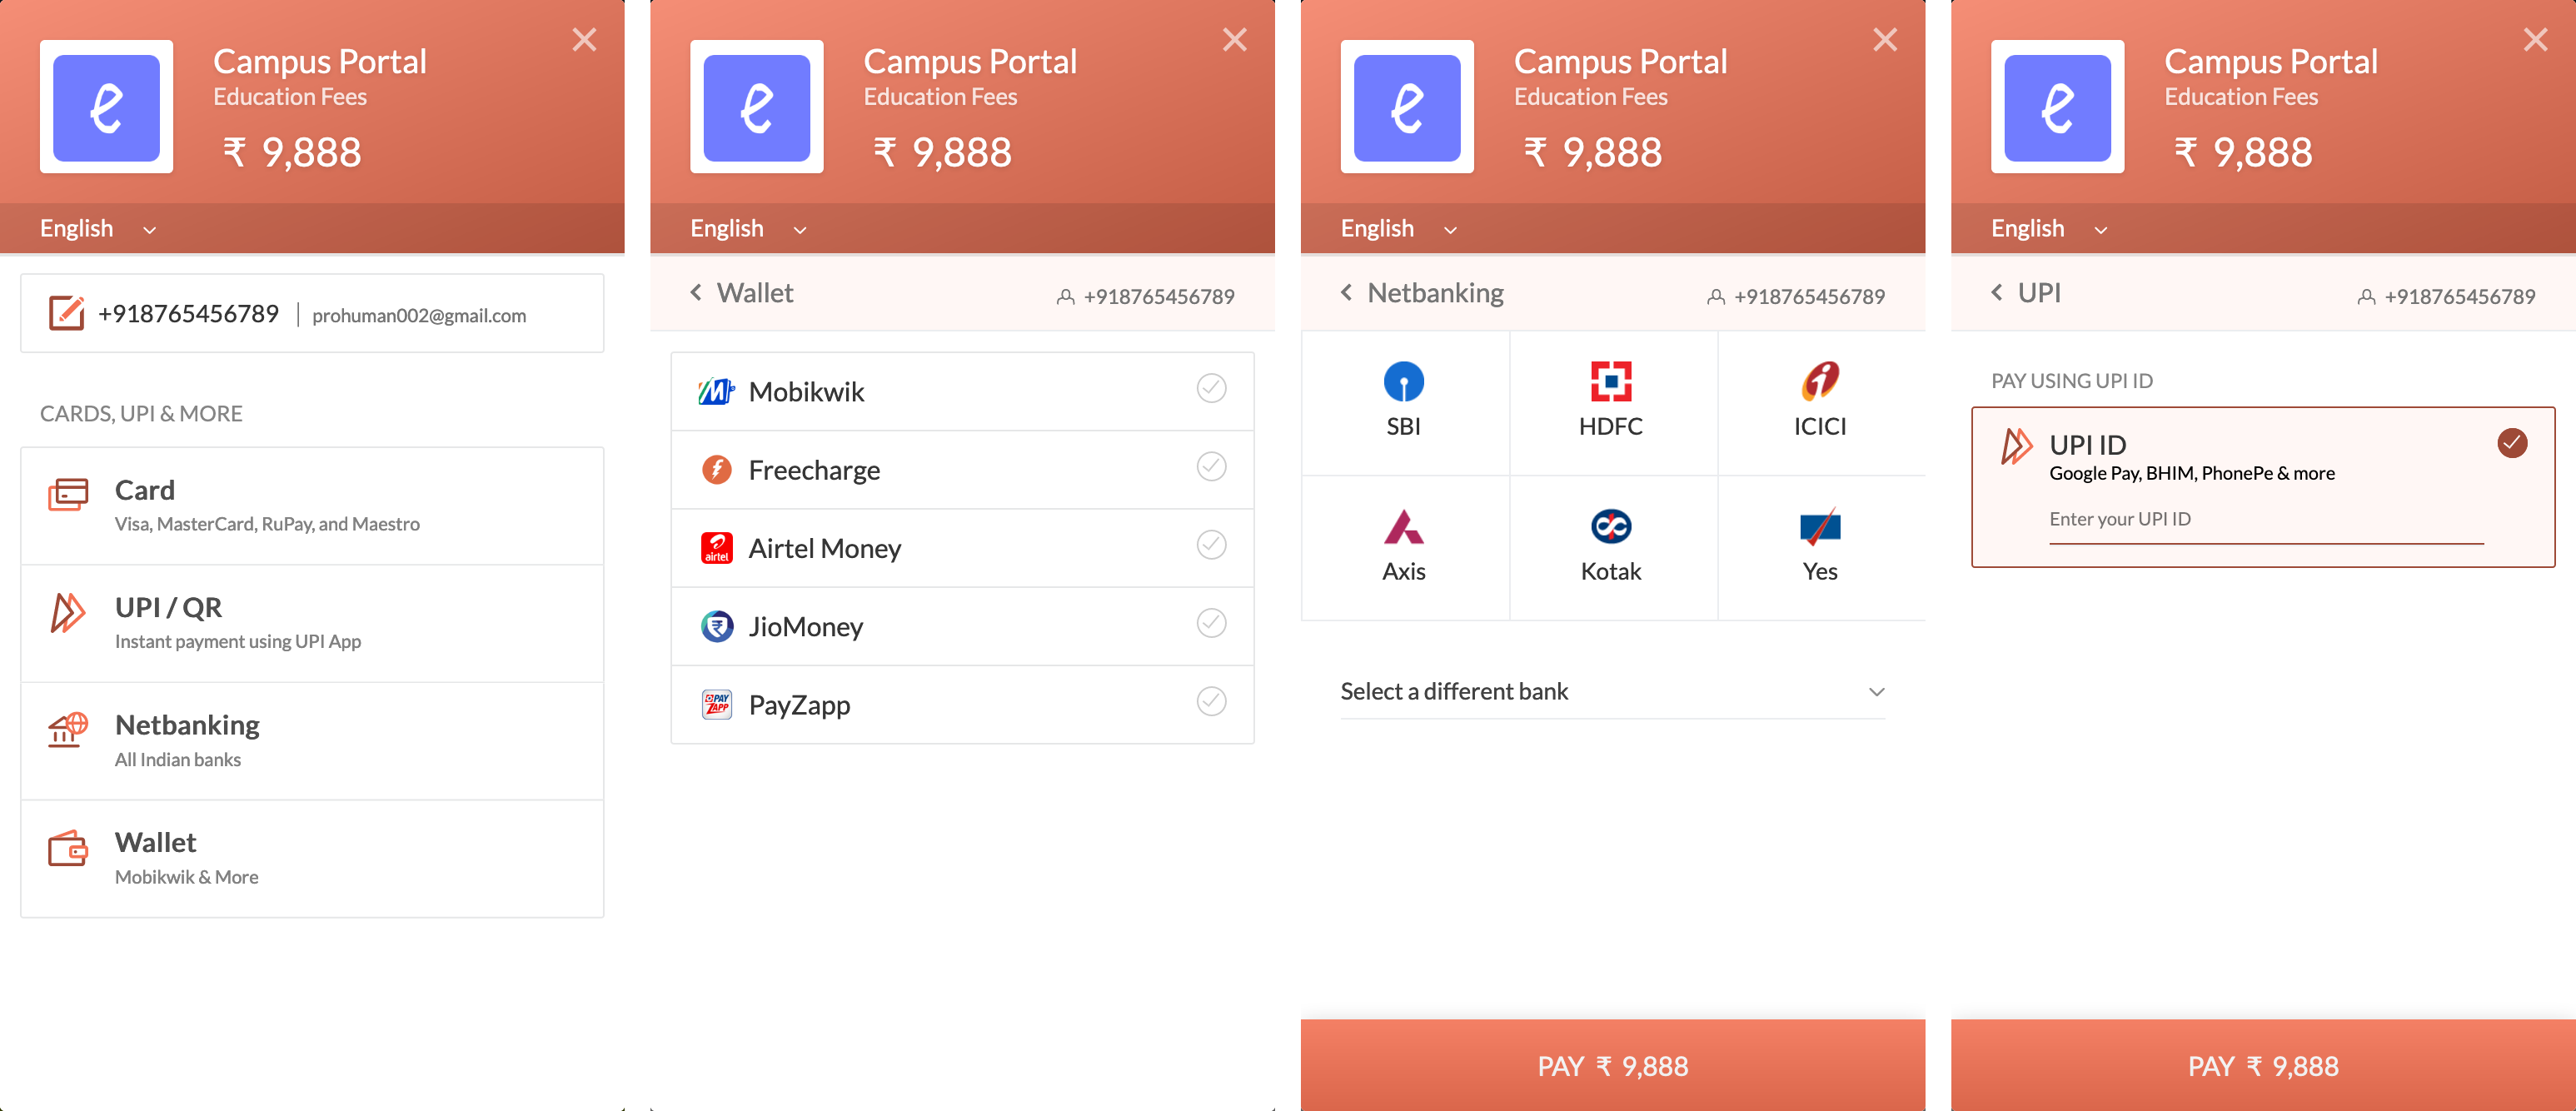 Campus Portal
Education Fees
₹ 9,888
English
+918765456789 | prohuman002@gmail.com
CARDS, UPI & MORE
Card
Visa, MasterCard, RuPay, and Maestro
UPI / QR
Instant payment using UPI App
Netbanking
All Indian banks
Wallet
Mobikwik & More
Campus Portal
Education Fees
₹ 9,888
English
Wallet +918765456789
Mobikwik
Freecharge
airtel Airtel Money
JioMoney
PAY ZAPP PayZapp
Campus Portal
Education Fees
₹ 9,888
English
Netbanking +918765456789
SBI HDFC ICICI
Axis Kotak Yes
Select a different bank
PAY ₹ 9,888
Campus Portal
Education Fees
₹ 9,888
English
UPI +918765456789
PAY USING UPI ID
UPI ID
Google Pay, BHIM, PhonePe & more
Enter your UPI ID
PAY ₹ 9,888